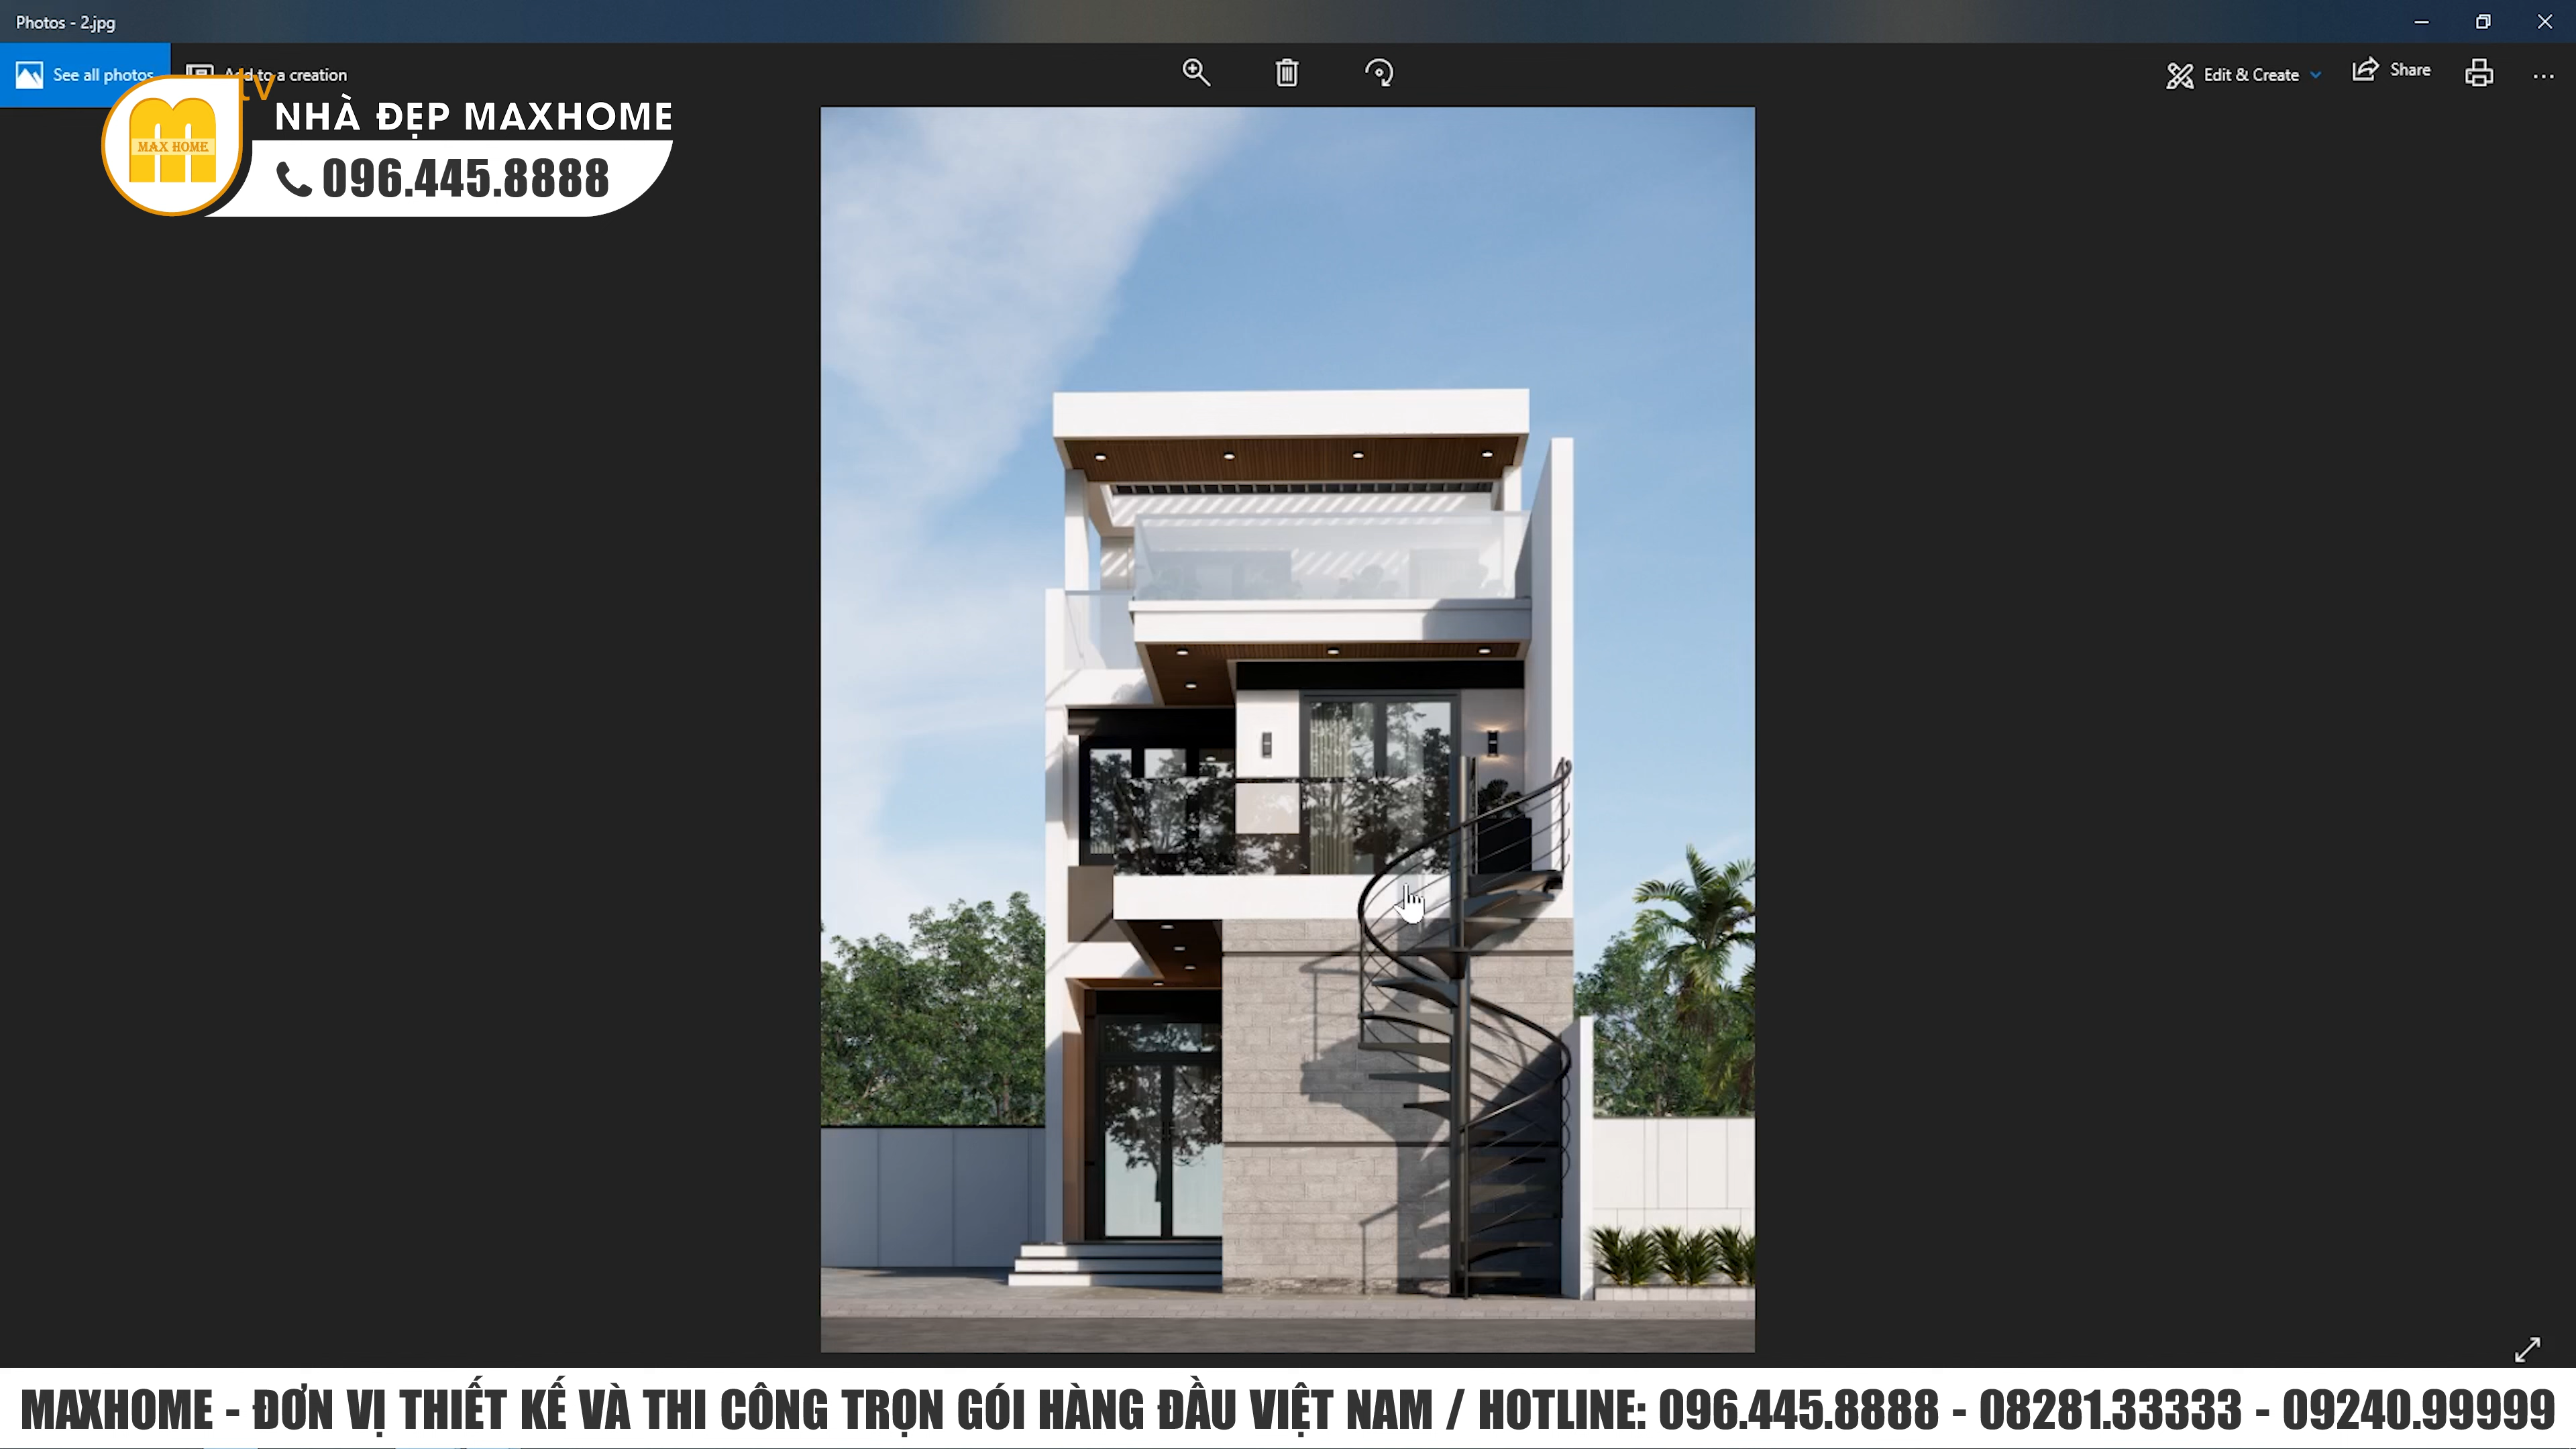 Photos - 2.jpg
See all photos
Add to a creation
Edit & Create
Share
tv
NHÀ ĐẸP MAXHOME
MAX HOME
096.445.8888
MAXHOME - ĐƠN VỊ THIẾT KẾ VÀ THI CÔNG TRỌN GÓI HÀNG ĐẦU VIỆT NAM / HOTLINE: 096.445.8888 - 08281.33333 - 09240.99999